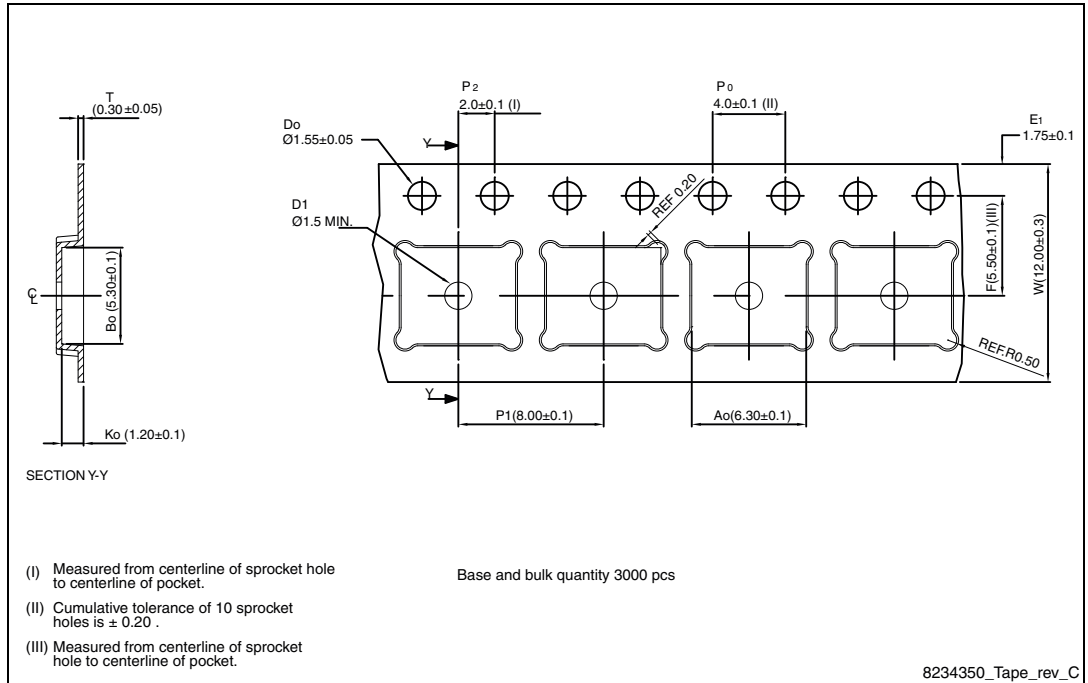 T
(0.30 ±0.05)
P2
2.0±0.1 (I)
P0
4.0±0.1 (II)
E1
1.75±0.1
Do
Ø1.55±0.05
Y
REF 0.20
D1
Ø1.5 MIN.
F(5.50±0.1)(III)
W(12.00±0.3)
℄
Bo (5.30±0.1)
REF.R0.50
Y
P1(8.00±0.1)
Ao(6.30±0.1)
Ko (1.20±0.1)
SECTION Y-Y
(I) Measured from centerline of sprocket hole
to centerline of pocket.
Base and bulk quantity 3000 pcs
(II) Cumulative tolerance of 10 sprocket
holes is ± 0.20 .
(III) Measured from centerline of sprocket
hole to centerline of pocket.
8234350_Tape_rev_C